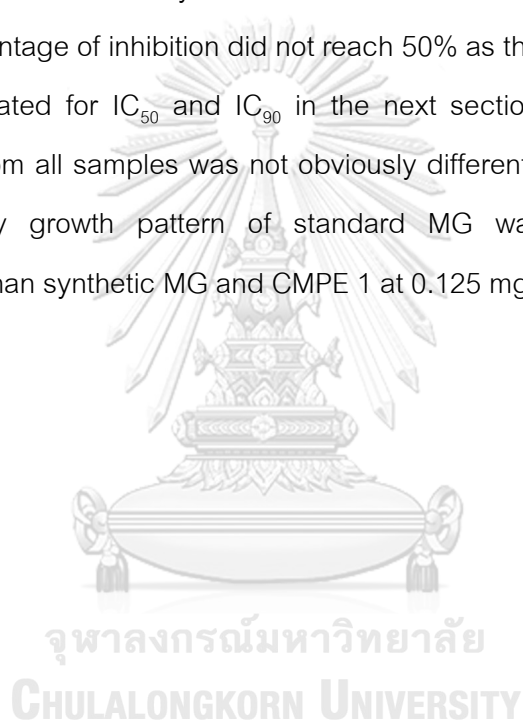 ntage of inhibition did not reach 50% as th
ated for IC₅₀ and IC₉₀ in the next sectio
om all samples was not obviously different
y growth pattern of standard MG wa
nan synthetic MG and CMPE 1 at 0.125 mg
จุฬาลงกรณ์มหาวิทยาลัย
CHULALONGKORN UNIVERSITY